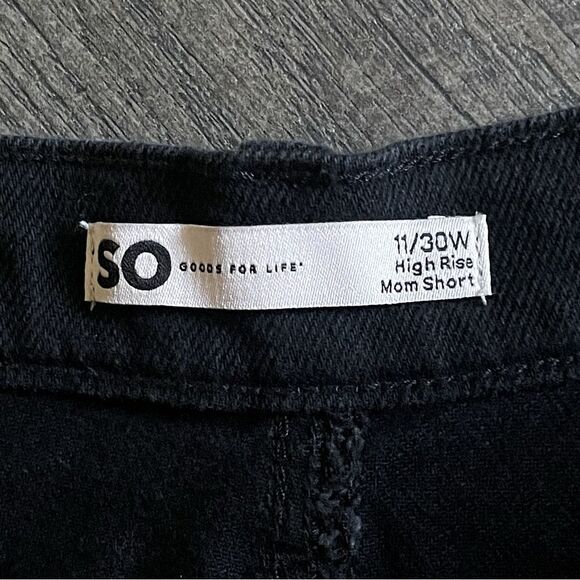 SO GOODS FOR LIFE
11/30W
High Rise
Mom Short